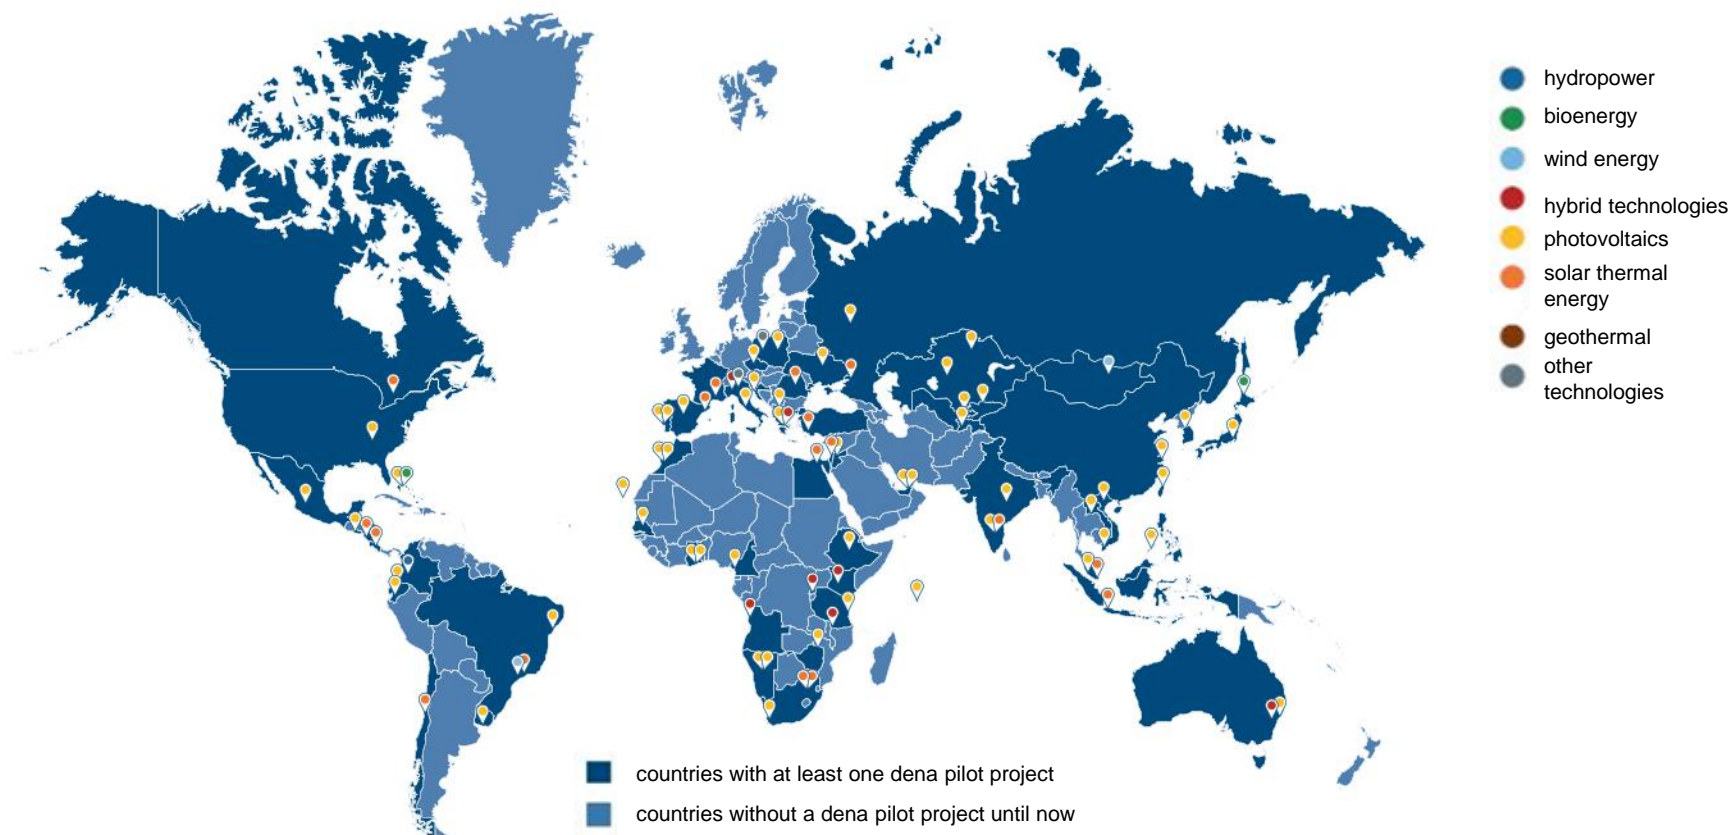 hydropower
bioenergy
wind energy
hybrid technologies
photovoltaics
solar thermal
energy
geothermal
other
technologies
countries with at least one dena pilot project
countries without a dena pilot project until now